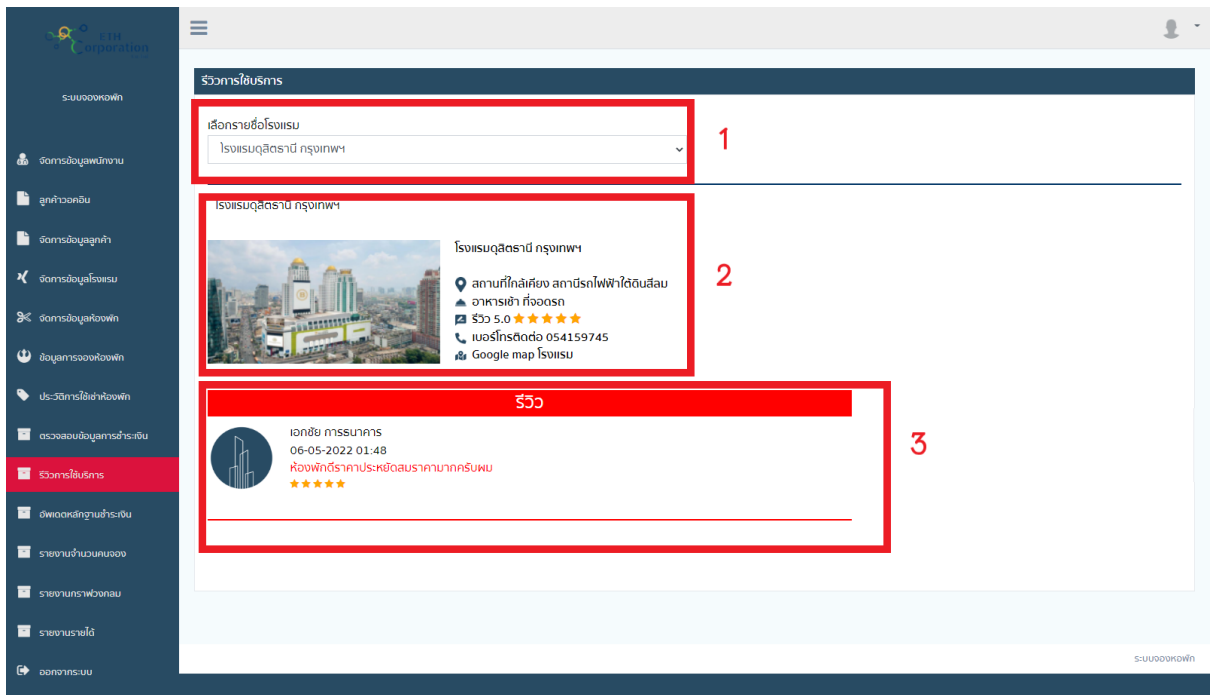 ETH
Corporation
ระบบจองหอพัก
จัดการข้อมูลพนักงาน
ลูกค้าวอคอิน
จัดการข้อมูลลูกค้า
จัดการข้อมูลโรงแรม
จัดการข้อมูลห้องพัก
ข้อมูลการจองห้องพัก
ประวัติการใช้เช่าห้องพัก
ตรวจสอบข้อมูลการชำระเงิน
รีวิวการใช้บริการ
อัพเดตหลักฐานชำระเงิน
รายงานจำนวนคนจอง
รายงานกราฟวงกลม
รายงานรายได้
ออกจากระบบ
รีวิวการใช้บริการ
เลือกรายชื่อโรงแรม
โรงแรมดุสิตธานี กรุงเทพฯ
1
โรงแรมดุสิตธานี กรุงเทพฯ
โรงแรมดุสิตธานี กรุงเทพฯ
สถานที่ใกล้เคียง สถานีรถไฟฟ้าใต้ดินสีลม
อาหารเช้า ที่จอดรถ
รีวิว 5.0
เบอร์โทรติดต่อ 054159745
Google map โรงแรม
2
รีวิว
เอกชัย การธนาคาร
06-05-2022 01:48
ห้องพักดีราคาประหยัดสมราคามากครับผม
3
ระบบจองหอพัก